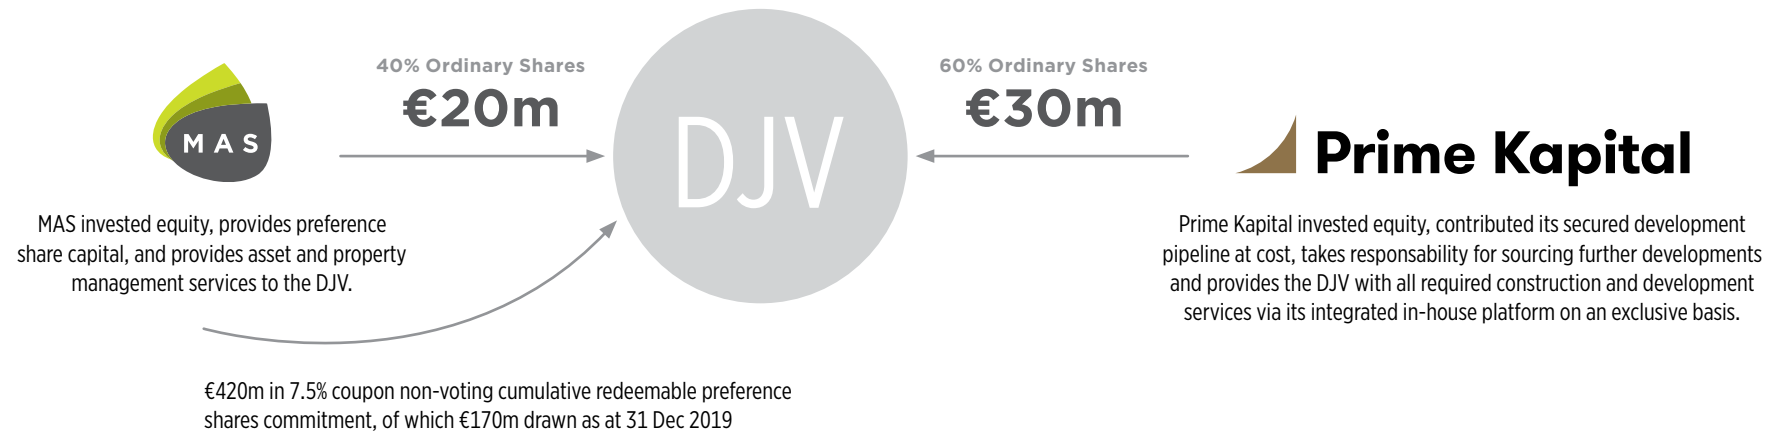 40% Ordinary Shares
€20m
60% Ordinary Shares
€30m
MAS
DJV
Prime Kapital
MAS invested equity, provides preference
share capital, and provides asset and property
management services to the DJV.
Prime Kapital invested equity, contributed its secured development
pipeline at cost, takes responsability for sourcing further developments
and provides the DJV with all required construction and development
services via its integrated in-house platform on an exclusive basis.
€420m in 7.5% coupon non-voting cumulative redeemable preference
shares commitment, of which €170m drawn as at 31 Dec 2019